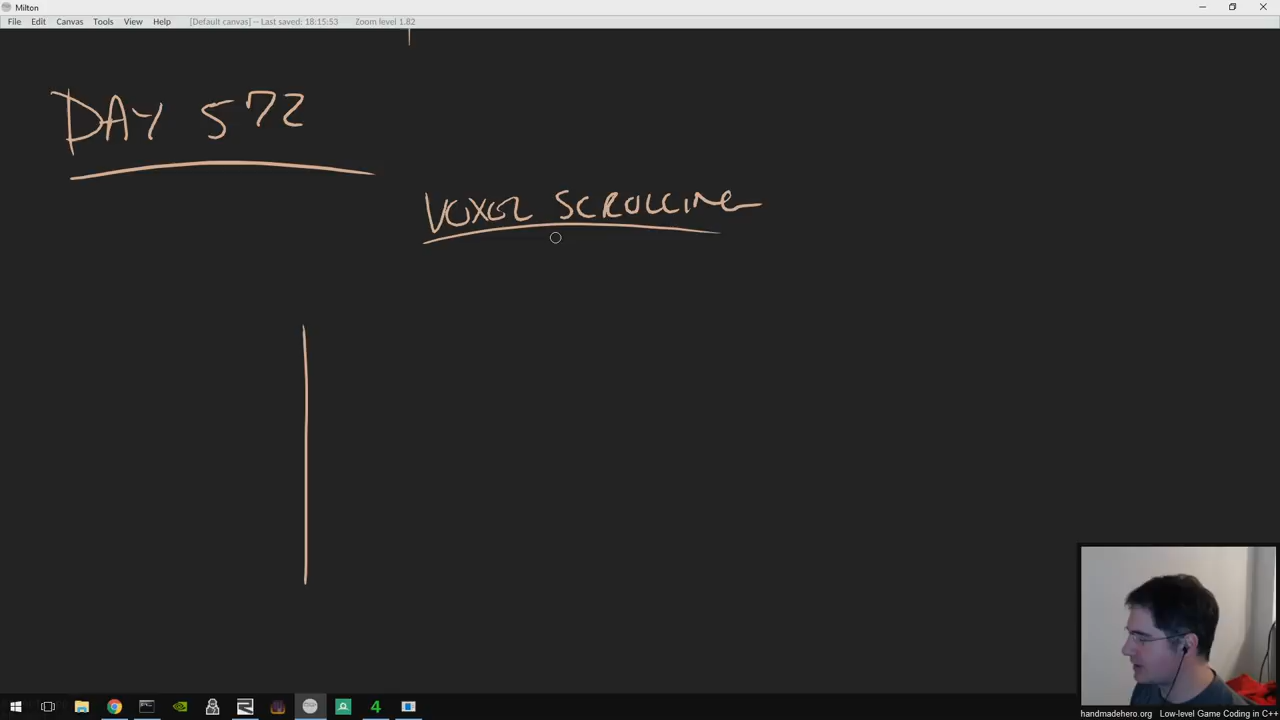 Milton
File Edit Canvas Tools View Help [Default canvas] -- Last saved: 18:15:53 Zoom level 1.82
DAY 572
VOXEL SCROLLING
4
handmadehero.org Low-level Game Coding in C++